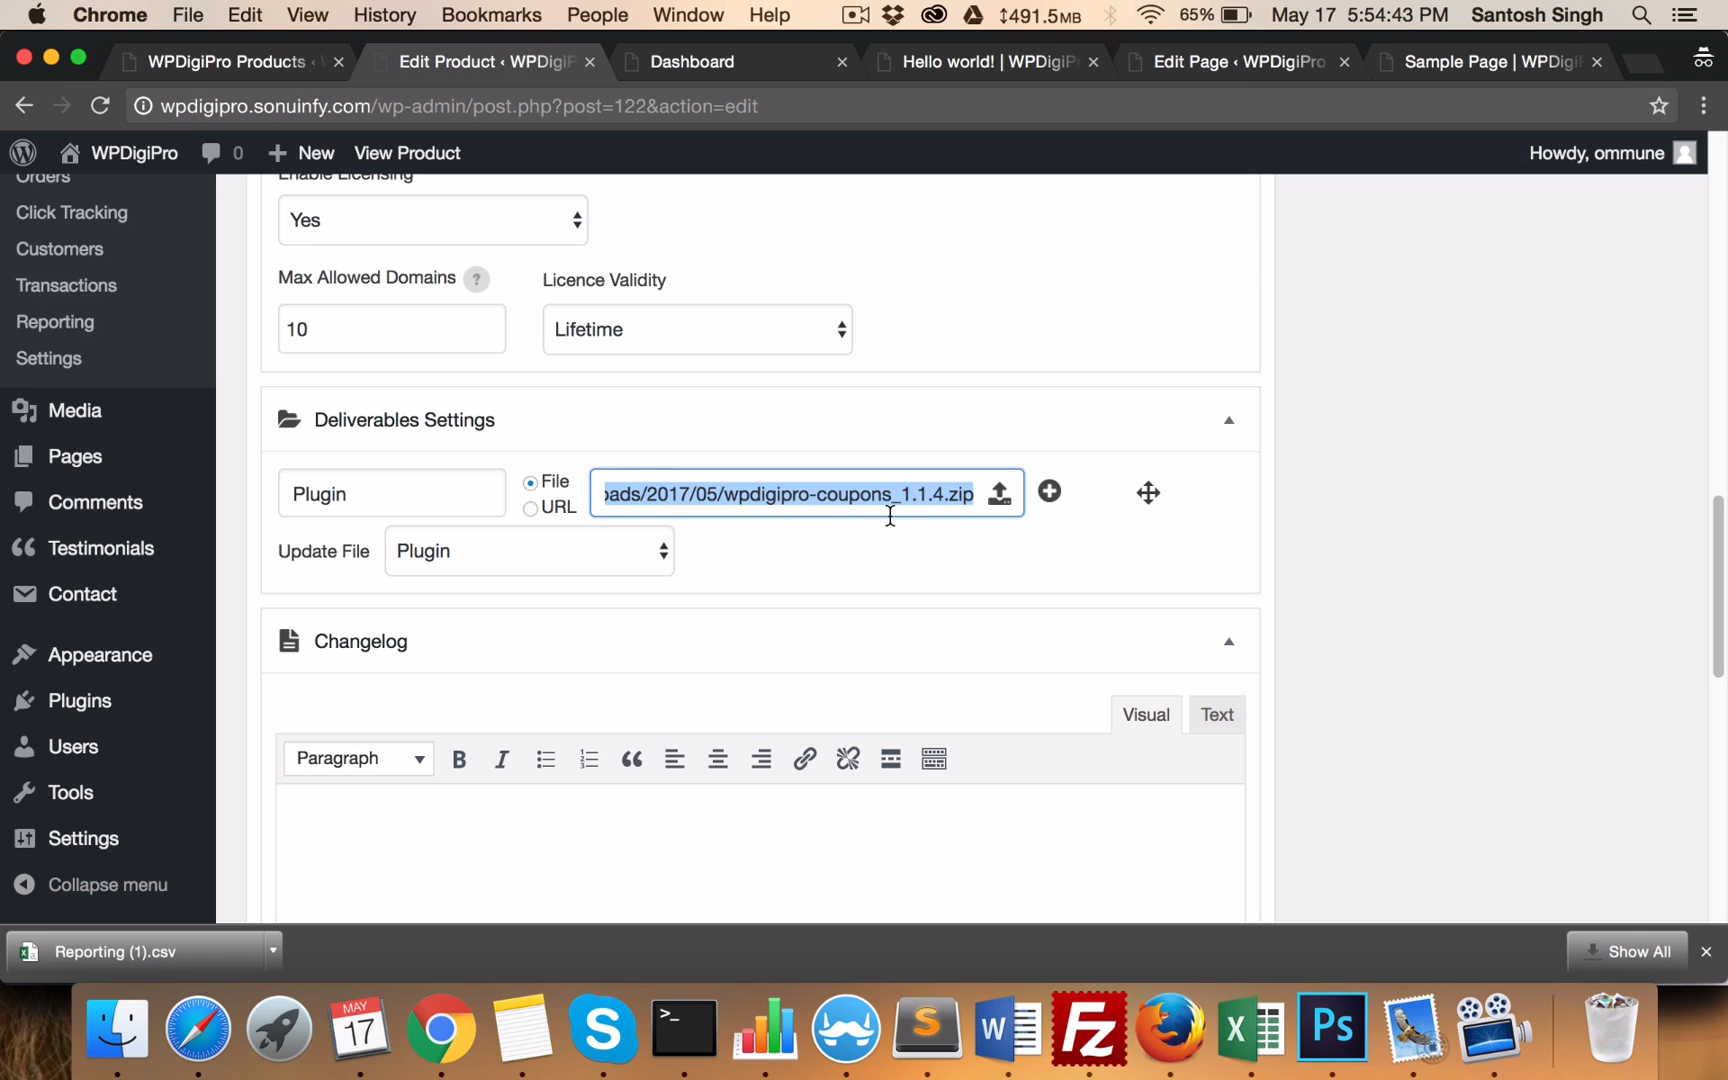 Chrome File Edit View History Bookmarks People Window Help 491.5MB 65% May 17 5:54:43 PM Santosh Singh
WPDigiPro Products Edit Product ‹ WPDigiP Dashboard Hello world! | WPDigiP Edit Page ‹ WPDigiPro Sample Page | WPDigi
wpdigipro.sonuinfy.com/wp-admin/post.php?post=122&action=edit
WPDigiPro 0 New View Product Howdy, ommune
Orders
Click Tracking
Customers
Transactions
Reporting
Settings
Media
Pages
Comments
Testimonials
Contact
Appearance
Plugins
Users
Tools
Settings
Collapse menu
Enable Licensing
Yes
Max Allowed Domains ? Licence Validity
10 Lifetime
Deliverables Settings
Plugin File oads/2017/05/wpdigipro-coupons_1.1.4.zip
URL
Update File Plugin
Changelog
Visual Text
Paragraph B I
Reporting (1).csv Show All
MAY
17
S
>_
S
W
Fz
X
Ps